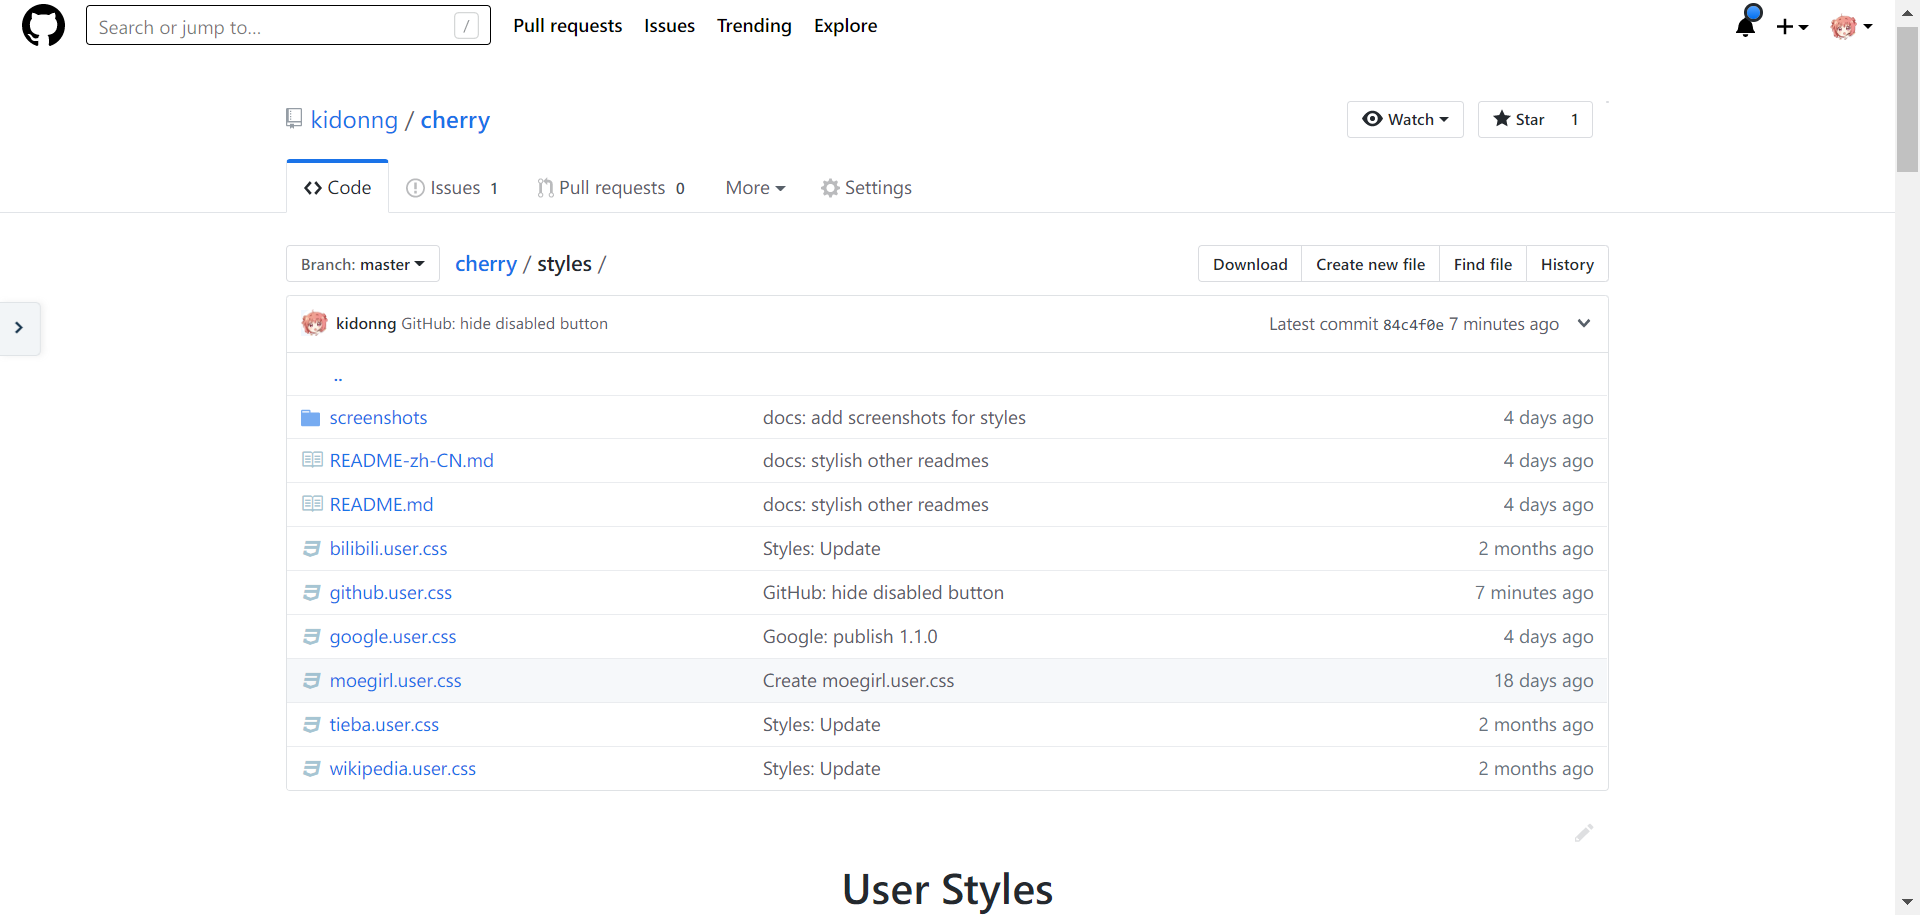 Search or jump to... / Pull requests Issues Trending Explore
kidonng / cherry Watch Star 1
Code Issues 1 Pull requests 0 More Settings
Branch: master cherry / styles / Download Create new file Find file History
kidonng GitHub: hide disabled button Latest commit 84c4f0e 7 minutes ago
..
screenshots docs: add screenshots for styles 4 days ago
README-zh-CN.md docs: stylish other readmes 4 days ago
README.md docs: stylish other readmes 4 days ago
bilibili.user.css Styles: Update 2 months ago
github.user.css GitHub: hide disabled button 7 minutes ago
google.user.css Google: publish 1.1.0 4 days ago
moegirl.user.css Create moegirl.user.css 18 days ago
tieba.user.css Styles: Update 2 months ago
wikipedia.user.css Styles: Update 2 months ago
User Styles